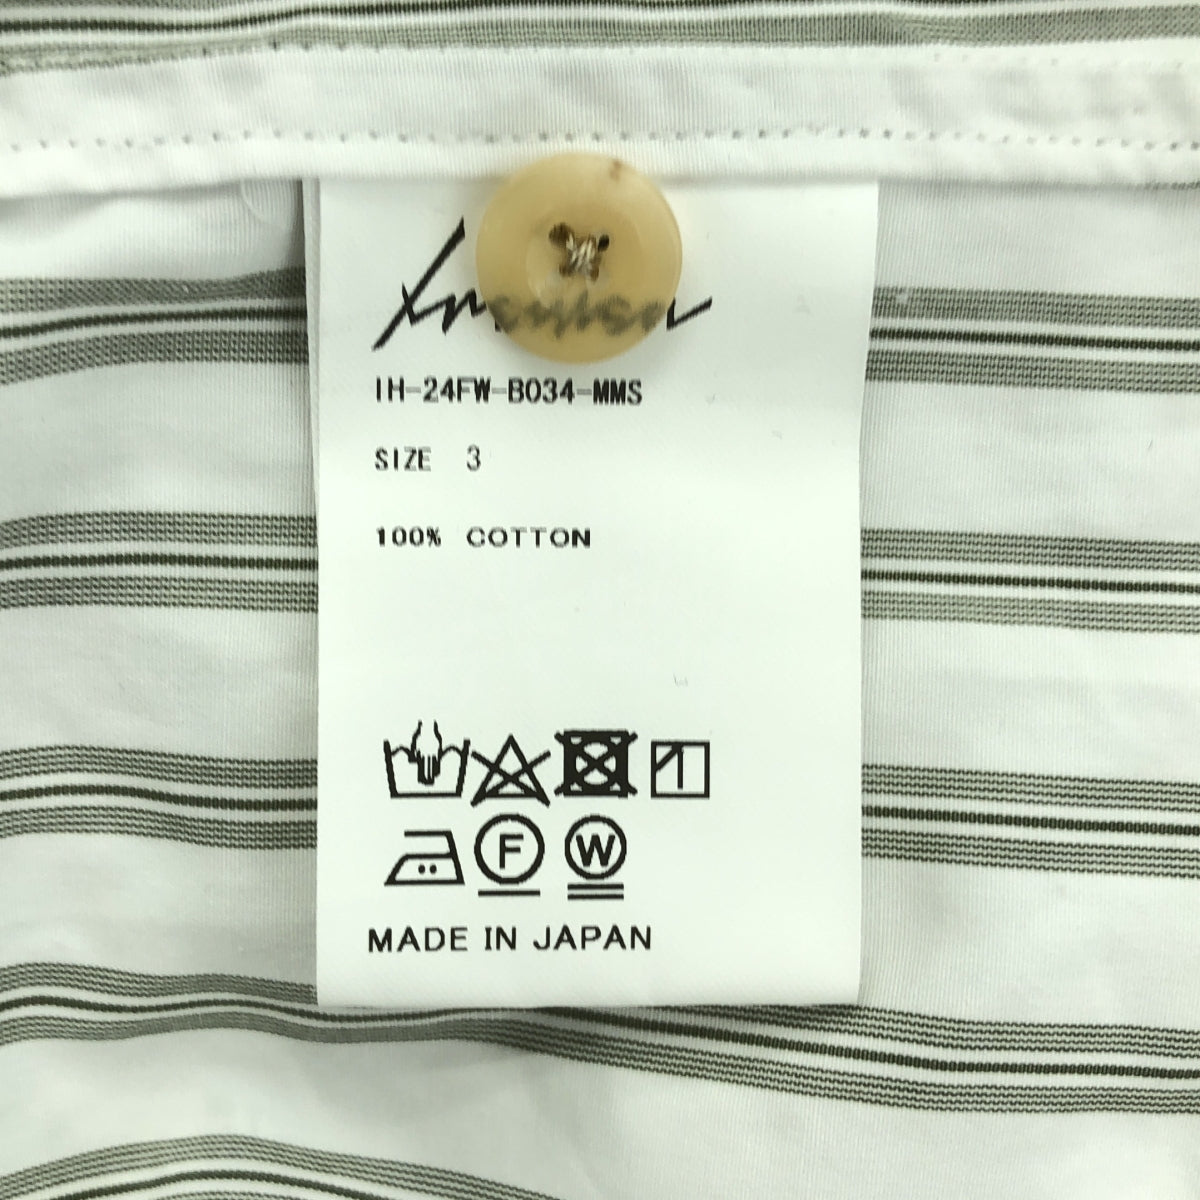 IH-24FW-B034-MMS
SIZE 3
100% COTTON
F W
MADE IN JAPAN